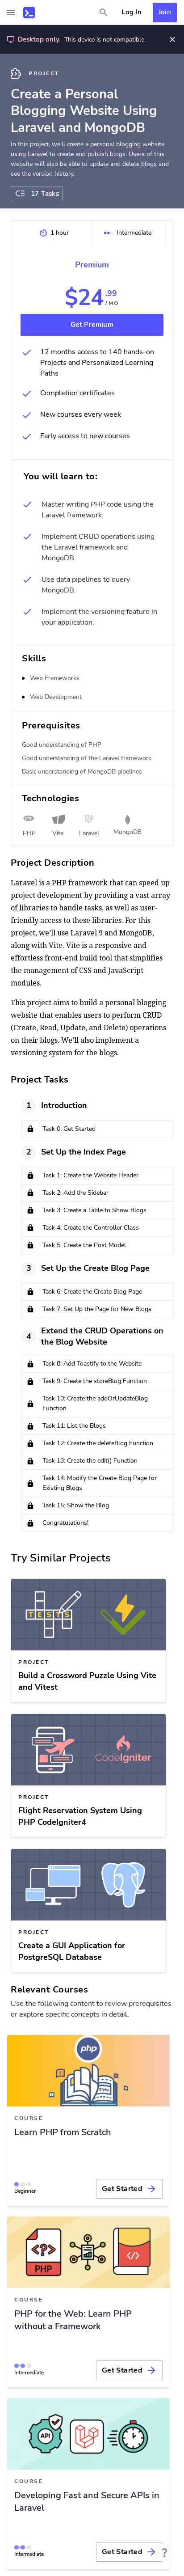 Log In
Join
Desktop only. This device is not compatible.
PROJECT
Create a Personal
Blogging Website Using
Laravel and MongoDB
In this project, we'll create a personal blogging website
using Laravel to create and publish blogs. Users of this
website will also be able to update and delete blogs and
see the version history.
17 Tasks
1 hour
Intermediate
Premium
$24.99
/MO
Get Premium
12 months access to 140 hands-on
Projects and Personalized Learning
Paths
Completion certificates
New courses every week
Early access to new courses
You will learn to:
Master writing PHP code using the
Laravel framework.
Implement CRUD operations using
the Laravel framework and
MongoDB.
Use data pipelines to query
MongoDB.
Implement the versioning feature in
your application.
Skills
Web Frameworks
Web Development
Prerequisites
Good understanding of PHP
Good understanding of the Laravel framework
Basic understanding of MongoDB pipelines
Technologies
PHP
Vite
Laravel
MongoDB
Project Description
Laravel is a PHP framework that can speed up
project development by providing a vast array
of libraries to handle tasks, as well as user-
friendly access to these libraries. For this
project, we'll use Laravel 9 and MongoDB,
along with Vite. Vite is a responsive and
effortless front-end build tool that simplifies
the management of CSS and JavaScript
modules.
This project aims to build a personal blogging
website that enables users to perform CRUD
(Create, Read, Update, and Delete) operations
on their blogs. We'll also implement a
versioning system for the blogs.
Project Tasks
1 Introduction
Task 0: Get Started
2 Set Up the Index Page
Task 1: Create the Website Header
Task 2: Add the Sidebar
Task 3: Create a Table to Show Blogs
Task 4: Create the Controller Class
Task 5: Create the Post Model
3 Set Up the Create Blog Page
Task 6: Create the Create Blog Page
Task 7: Set Up the Page for New Blogs
4 Extend the CRUD Operations on
the Blog Website
Task 8: Add Toastify to the Website
Task 9: Create the storeBlog Function
Task 10: Create the addOrUpdateBlog
Function
Task 11: List the Blogs
Task 12: Create the deleteBlog Function
Task 13: Create the edit() Function
Task 14: Modify the Create Blog Page for
Existing Blogs
Task 15: Show the Blog
Congratulations!
Try Similar Projects
TESTS
PROJECT
Build a Crossword Puzzle Using Vite
and Vitest
CodeIgniter
PROJECT
Flight Reservation System Using
PHP CodeIgniter4
PROJECT
Create a GUI Application for
PostgreSQL Database
Relevant Courses
Use the following content to review prerequisites
or explore specific concepts in detail.
php
COURSE
Learn PHP from Scratch
Beginner
Get Started
PHP
COURSE
PHP for the Web: Learn PHP
without a Framework
Intermediate
Get Started
API
COURSE
Developing Fast and Secure APIs in
Laravel
Intermediate
Get Started
?